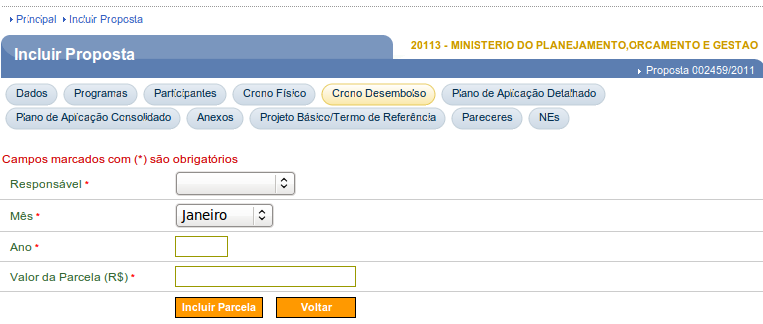 Principal Incluir Proposta
20113 - MINISTERIO DO PLANEJAMENTO,ORCAMENTO E GESTAO
Incluir Proposta
Proposta 002459/2011
Dados Programas Participantes Crono Físico Crono Desembolso Plano de Aplicação Detalhado
Plano de Aplicação Consolidado Anexos Projeto Básico/Termo de Referência Pareceres NEs
Campos marcados com (*) são obrigatórios
Responsável *
Mês * Janeiro
Ano *
Valor da Parcela (R$) *
Incluir Parcela Voltar